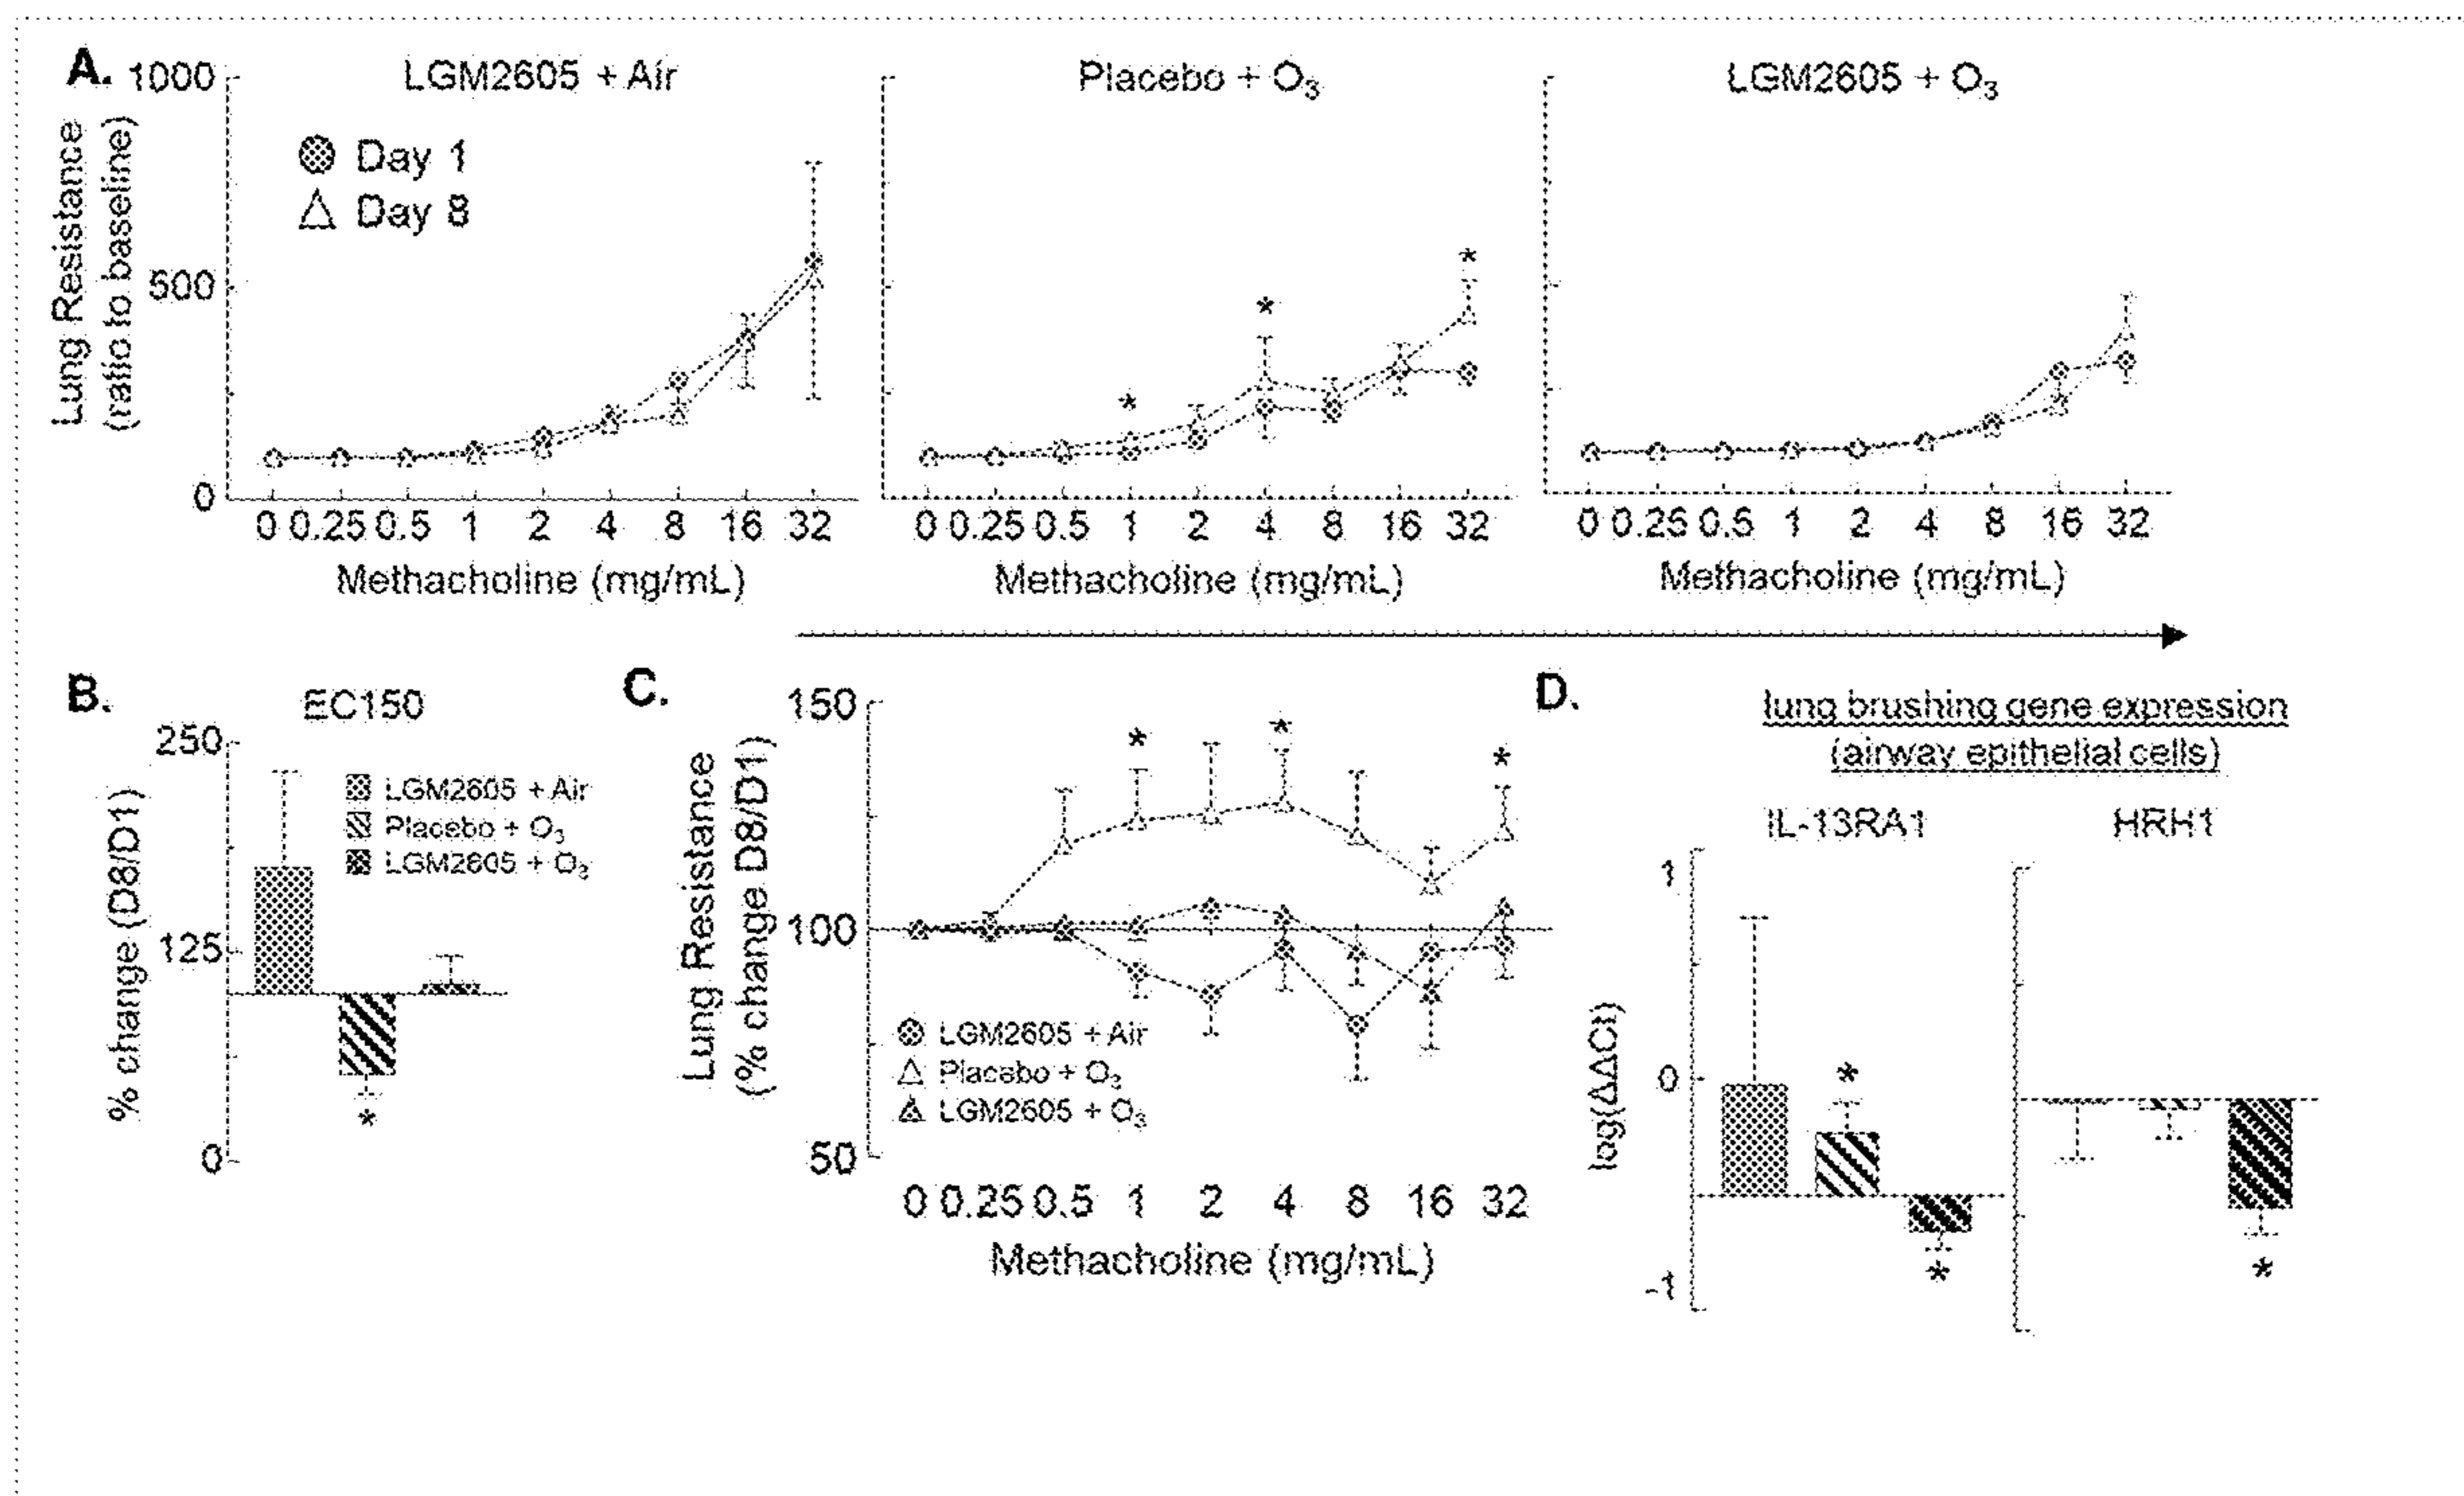 A.
1000
LGM2605 + Air
Placebo + O₃
LGM2605 + O₃
Lung Resistance
(ratio to baseline)
Day 1
Day 8
500
0
*
*
*
0 0.25 0.5 1 2 4 8 16 32
0 0.25 0.5 1 2 4 8 16 32
0 0.25 0.5 1 2 4 8 16 32
Methacholine (mg/mL)
Methacholine (mg/mL)
Methacholine (mg/mL)
B.
EC150
250
125
0
% change (D8/D1)
LGM2605 + Air
Placebo + O₃
LGM2605 + O₃
*
C.
150
100
50
Lung Resistance
(% change D8/D1)
*
*
*
LGM2605 + Air
Placebo + O₃
LGM2605 + O₃
0 0.25 0.5 1 2 4 8 16 32
Methacholine (mg/mL)
D.
lung brushing gene expression
(airway epithelial cells)
IL-13RA1
HRH1
1
0
-1
log(ΔΔCt)
*
*
*